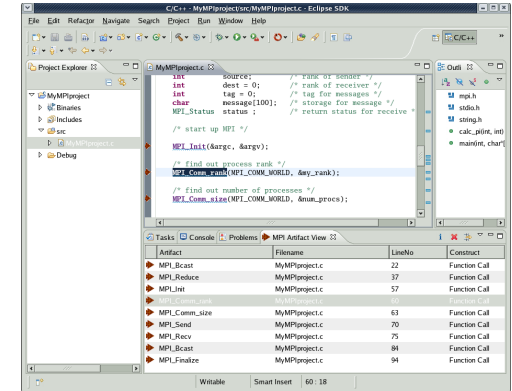 C/C++ - MyMPIproject/src/MyMPIproject.c - Eclipse SDK
File Edit Refactor Navigate Search Project Run Window Help
C/C++
Project Explorer
MyMPIproject
Binaries
Includes
src
MyMPIproject.c
Debug
MyMPIproject.c
int source; /* rank of sender */
int dest = 0; /* rank of receiver */
int tag = 0; /* tag for messages */
char message[100]; /* storage for message */
MPI_Status status ; /* return status for receive *
/* start up MPI */
MPI_Init(&argc, &argv);
/* find out process rank */
MPI_Comm_rank(MPI_COMM_WORLD, &my_rank);
/* find out number of processes */
MPI_Comm_size(MPI_COMM_WORLD, &num_procs);
Outli
mpi.h
stdio.h
string.h
calc_pi(int, int)
main(int, char*[
Tasks Console Problems MPI Artifact View
Artifact Filename LineNo Construct
MPI_Bcast MyMPIproject.c 22 Function Call
MPI_Reduce MyMPIproject.c 37 Function Call
MPI_Init MyMPIproject.c 57 Function Call
MPI_Comm_rank MyMPIproject.c 60 Function Call
MPI_Comm_size MyMPIproject.c 63 Function Call
MPI_Send MyMPIproject.c 70 Function Call
MPI_Recv MyMPIproject.c 75 Function Call
MPI_Bcast MyMPIproject.c 84 Function Call
MPI_Finalize MyMPIproject.c 94 Function Call
Writable Smart Insert 60 : 18